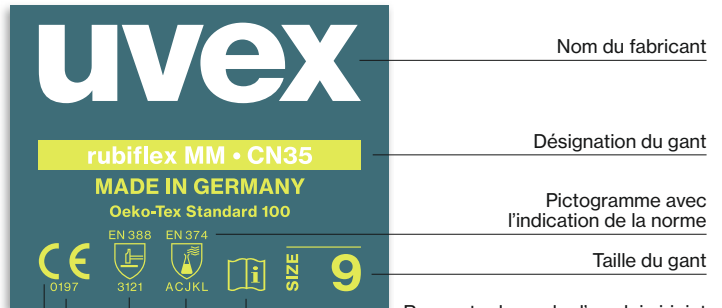 uvex
Nom du fabricant
rubiflex MM • CN35
Désignation du gant
MADE IN GERMANY
Oeko-Tex Standard 100
Pictogramme avec
l'indication de la norme
EN 388
EN 374
CE
0197
3121
ACJKL
i
SIZE
9
Taille du gant